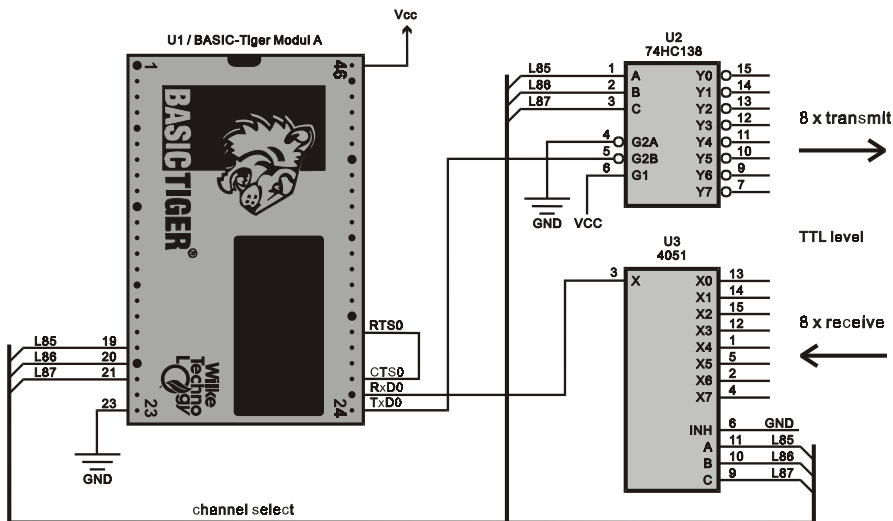 Vcc
U1 / BASIC-Tiger Modul A
1
46
BASICTIGER®
L85 19
L86 20
L87 21
23
23
24
Wilke
Techno
Logy
RTS0
CTS0
RxD0
TxD0
GND
channel select
U2
74HC138
L85 1 A Y0 15
L86 2 B Y1 14
L87 3 C Y2 13
Y3 12
4 G2A Y4 11
5 G2B Y5 10
6 G1 Y6 9
Y7 7
GND
VCC
8 x transmit
TTL level
U3
4051
3 X X0 13
X1 14
X2 15
X3 12
X4 1
X5 5
X6 2
X7 4
8 x receive
INH 6 GND
A 11 L85
B 10 L86
C 9 L87